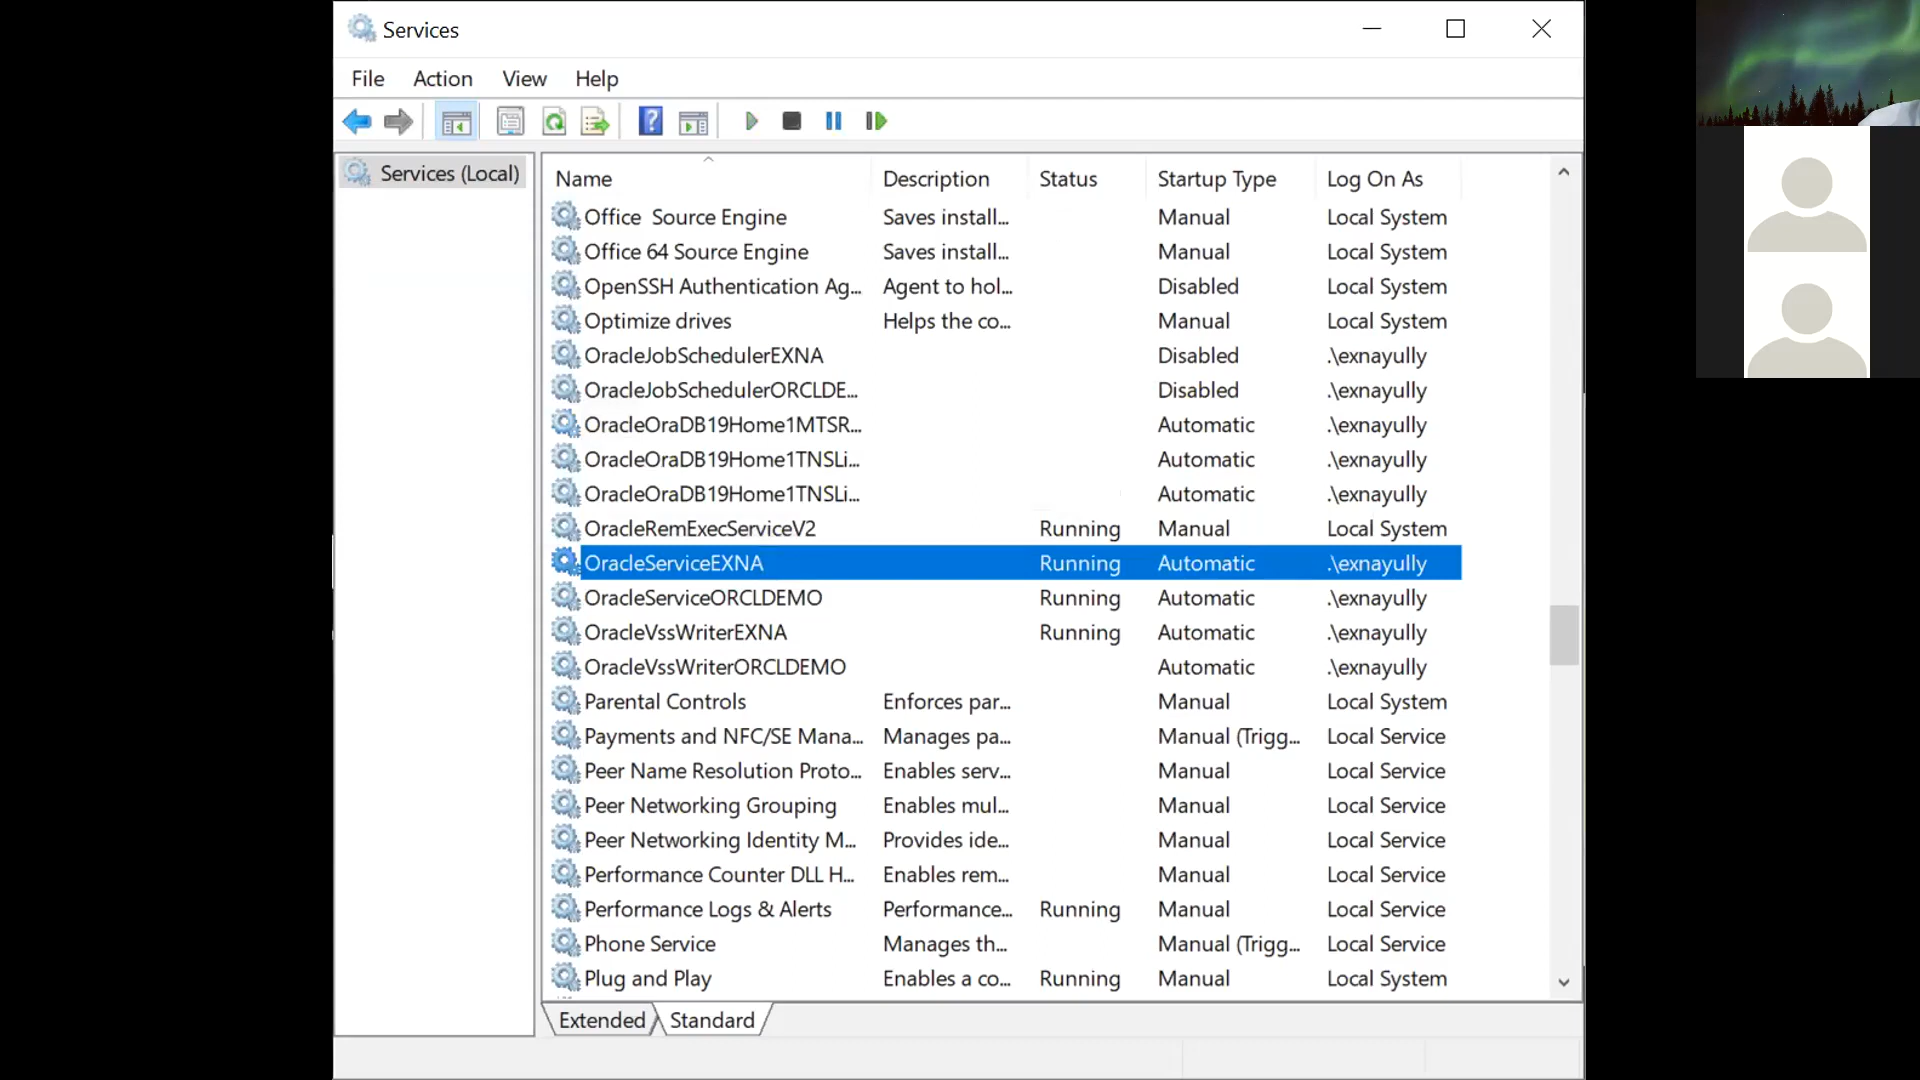 Services
File Action View Help
Services (Local)
Name Description Status Startup Type Log On As
Office  Source Engine Saves install... Manual Local System
Office 64 Source Engine Saves install... Manual Local System
OpenSSH Authentication Ag... Agent to hol... Disabled Local System
Optimize drives Helps the co... Manual Local System
OracleJobSchedulerEXNA Disabled .\exnayully
OracleJobSchedulerORCLDE... Disabled .\exnayully
OracleOraDB19Home1MTSR... Automatic .\exnayully
OracleOraDB19Home1TNSLi... Automatic .\exnayully
OracleOraDB19Home1TNSLi... Automatic .\exnayully
OracleRemExecServiceV2 Running Manual Local System
OracleServiceEXNA Running Automatic .\exnayully
OracleServiceORCLDEMO Running Automatic .\exnayully
OracleVssWriterEXNA Running Automatic .\exnayully
OracleVssWriterORCLDEMO Automatic .\exnayully
Parental Controls Enforces par... Manual Local System
Payments and NFC/SE Mana... Manages pa... Manual (Trigg... Local Service
Peer Name Resolution Proto... Enables serv... Manual Local Service
Peer Networking Grouping Enables mul... Manual Local Service
Peer Networking Identity M... Provides ide... Manual Local Service
Performance Counter DLL H... Enables rem... Manual Local Service
Performance Logs & Alerts Performance... Running Manual Local Service
Phone Service Manages th... Manual (Trigg... Local Service
Plug and Play Enables a co... Running Manual Local System
Extended Standard